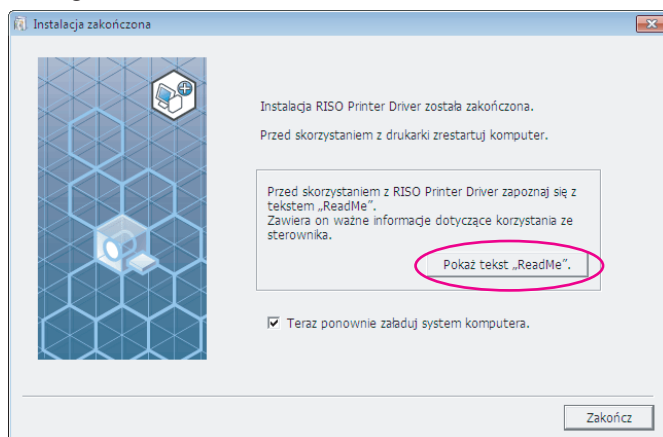 Instalacja zakończona
Instalacja RISO Printer Driver została zakończona.
Przed skorzystaniem z drukarki zrestartuj komputer.
Przed skorzystaniem z RISO Printer Driver zapoznaj się z
tekstem „ReadMe”.
Zawiera on ważne informacje dotyczące korzystania ze
sterownika.
Pokaż tekst „ReadMe”.
Teraz ponownie załaduj system komputera.
Zakończ